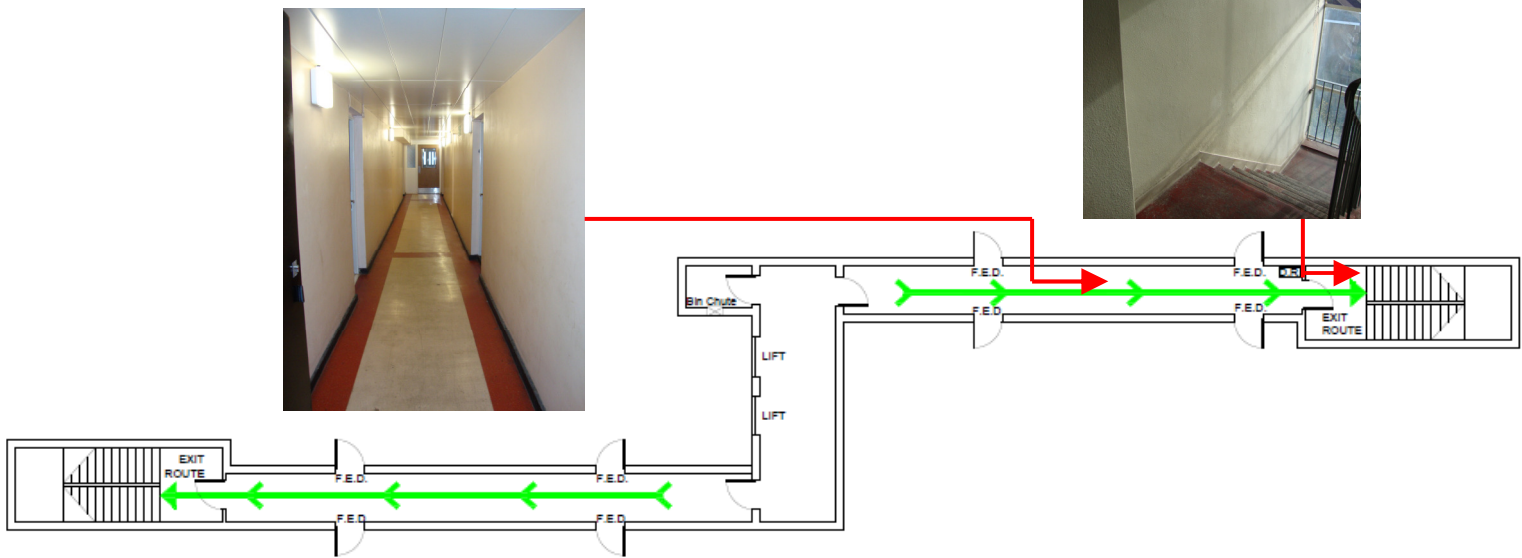 F.E.D.
F.E.D.
D.R.
Bin Chute
F.E.D
F.E.D.
EXIT
ROUTE
LIFT
LIFT
EXIT
ROUTE
F.E.D.
F.E.D.
F.E.D
F.E.D